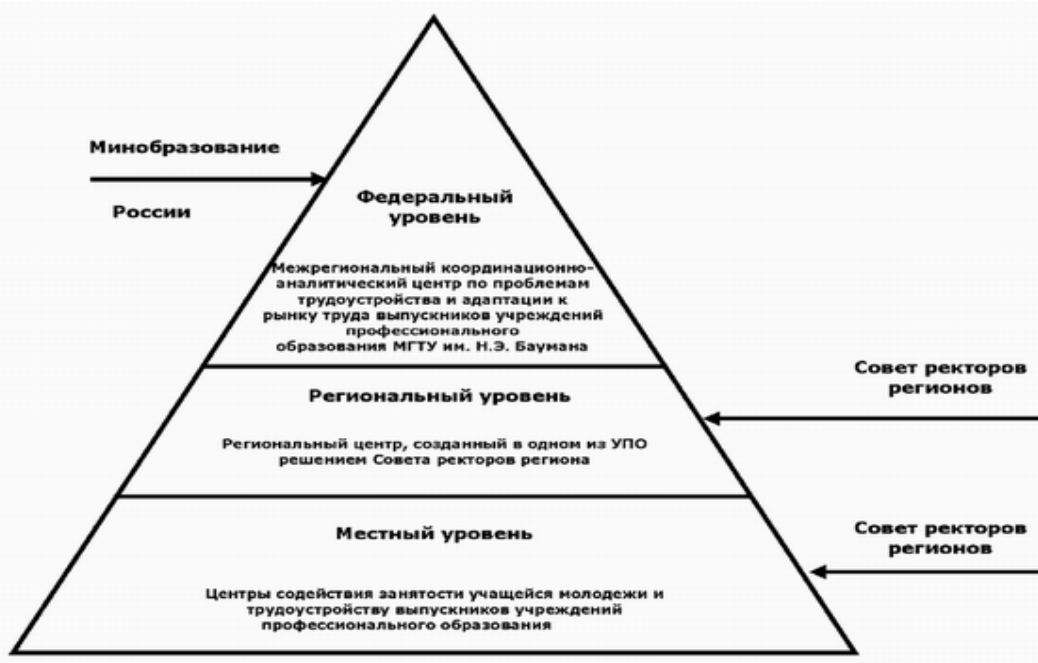 Минобразование
России
Федеральный
уровень
Межрегиональный координационно-
аналитический центр по проблемам
трудоустройства и адаптации к
рынку труда выпускников учреждений
профессионального
образования МГТУ им. Н.Э. Баумана
Совет ректоров
регионов
Региональный уровень
Региональный центр, созданный в одном из УПО
решением Совета ректоров региона
Совет ректоров
регионов
Местный уровень
Центры содействия занятости учащейся молодежи и
трудоустройству выпускников учреждений
профессионального образования